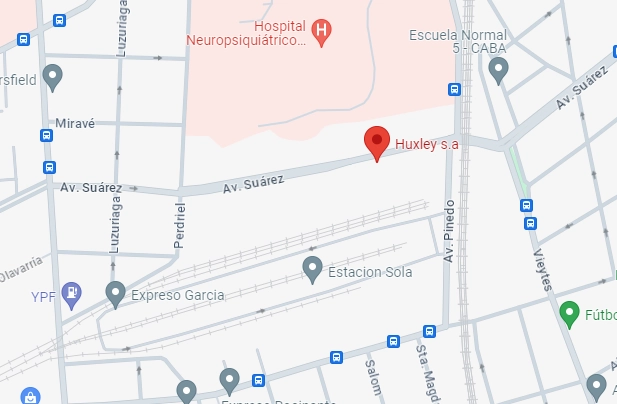 Luzuriaga
Hospital
Neuropsiquiátrico...
Escuela Normal
5 - CABA
rsfield
Av. Suárez
Miravé
Huxley s.a
Av. Suárez
Av. Suárez
Luzuriaga
Perdriel
Av. Pinedo
Olavarría
Estacion Sola
Vieytes
YPF
Expreso Garcia
Fútbo
Salom
Sta. Magd